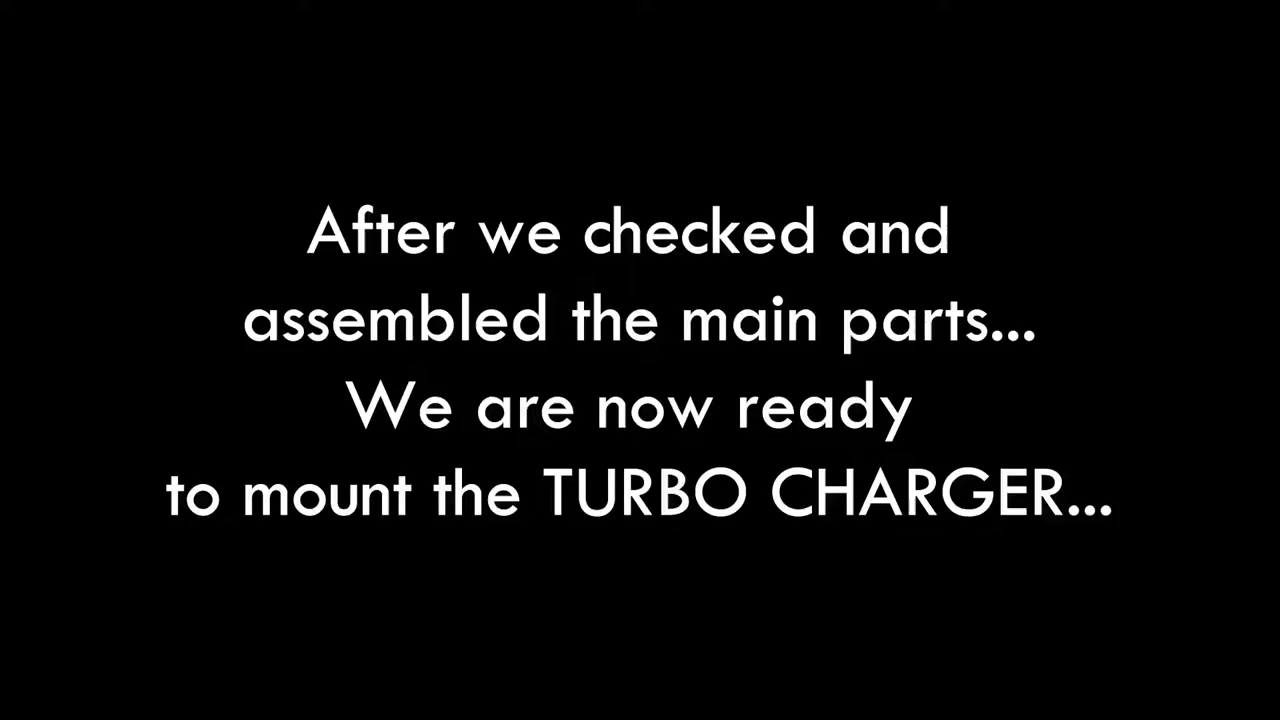 After we checked and
assembled the main parts...
We are now ready
to mount the TURBO CHARGER...